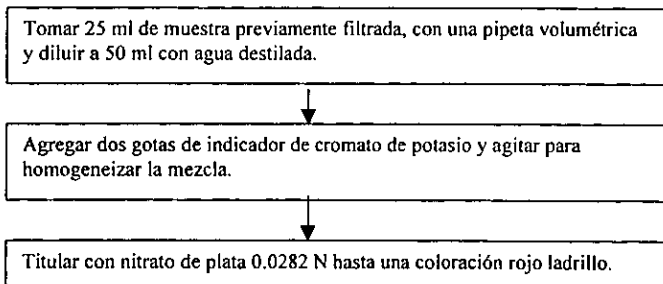 Tomar 25 ml de muestra previamente filtrada, con una pipeta volumétrica
y diluir a 50 ml con agua destilada.
Agregar dos gotas de indicador de cromato de potasio y agitar para
homogeneizar la mezcla.
Titular con nitrato de plata 0.0282 N hasta una coloración rojo ladrillo.